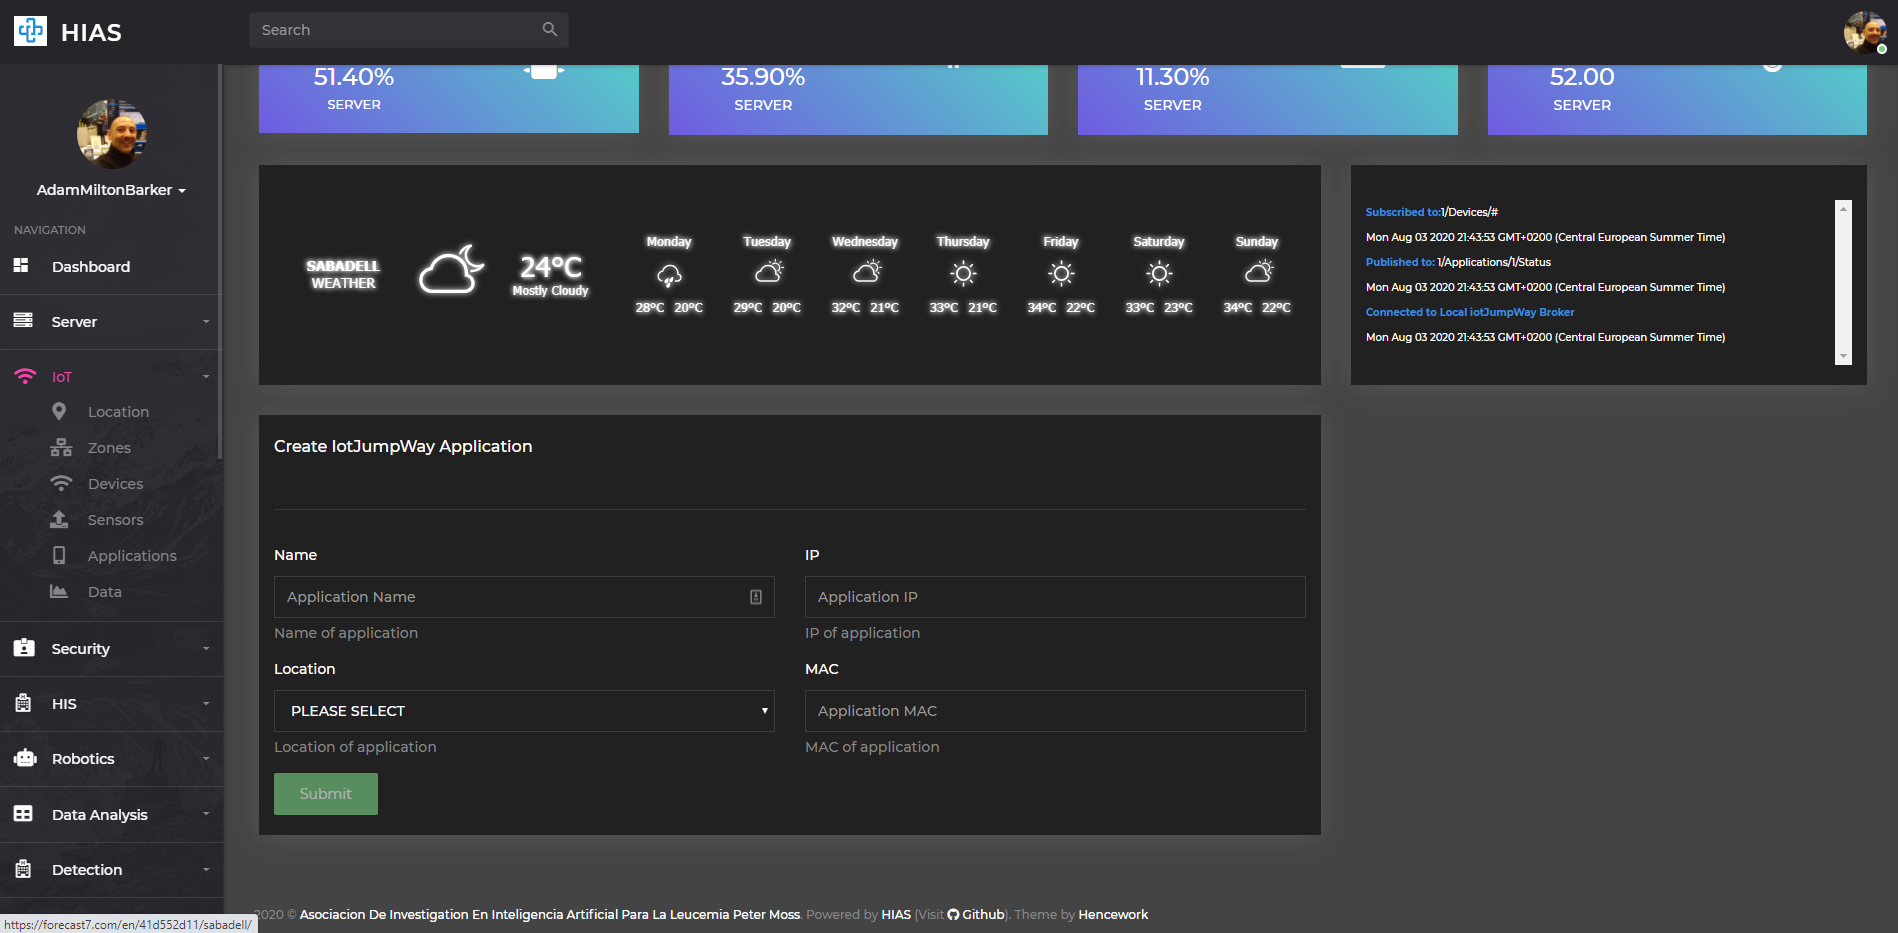 HIAS
Search
AdamMiltonBarker
NAVIGATION
Dashboard
Server
IoT
Location
Zones
Devices
Sensors
Applications
Data
Security
HIS
Robotics
Data Analysis
Detection
https://forecast7.com/en/41d552d11/sabadell/
51.40%
SERVER
35.90%
SERVER
11.30%
SERVER
52.00
SERVER
SABADELL
WEATHER
24°C
Mostly Cloudy
Monday
28°C 20°C
Tuesday
29°C 20°C
Wednesday
32°C 21°C
Thursday
33°C 21°C
Friday
34°C 22°C
Saturday
33°C 23°C
Sunday
34°C 22°C
Subscribed to:1/Devices/#
Mon Aug 03 2020 21:43:53 GMT+0200 (Central European Summer Time)
Published to: 1/Applications/1/Status
Mon Aug 03 2020 21:43:53 GMT+0200 (Central European Summer Time)
Connected to Local iotJumpWay Broker
Mon Aug 03 2020 21:43:53 GMT+0200 (Central European Summer Time)
Create IotJumpWay Application
Name
Application Name
Name of application
IP
Application IP
IP of application
Location
PLEASE SELECT
Location of application
MAC
Application MAC
MAC of application
Submit
2020 © Asociacion De Investigation En Inteligencia Artificial Para La Leucemia Peter Moss. Powered by HIAS (Visit Github). Theme by Hencework